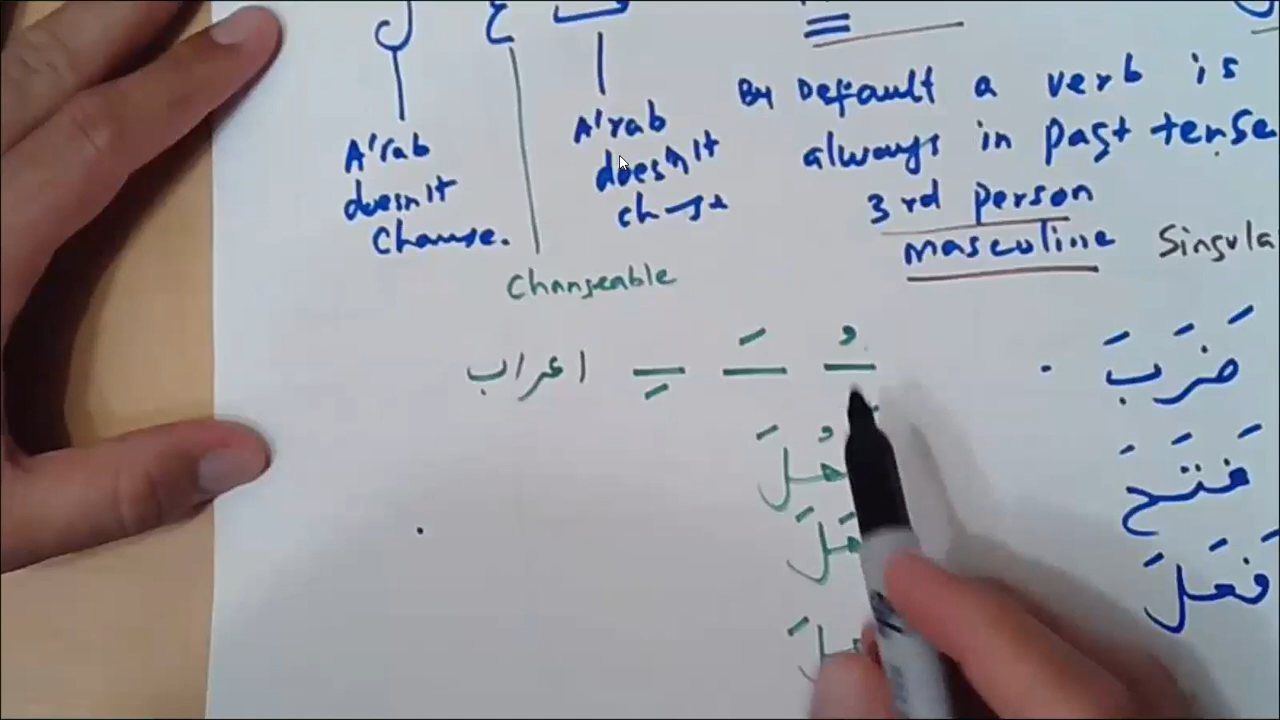 ف ع ل
A'rab
doesn't
change
A'rab
doesn't
change.
Changeable
By Default a verb is
always in past tense
3rd person
masculine Singula
ـُ ـَ ـِ اعراب
ضَرَبَ
فَتَحَ
فَعَلَ